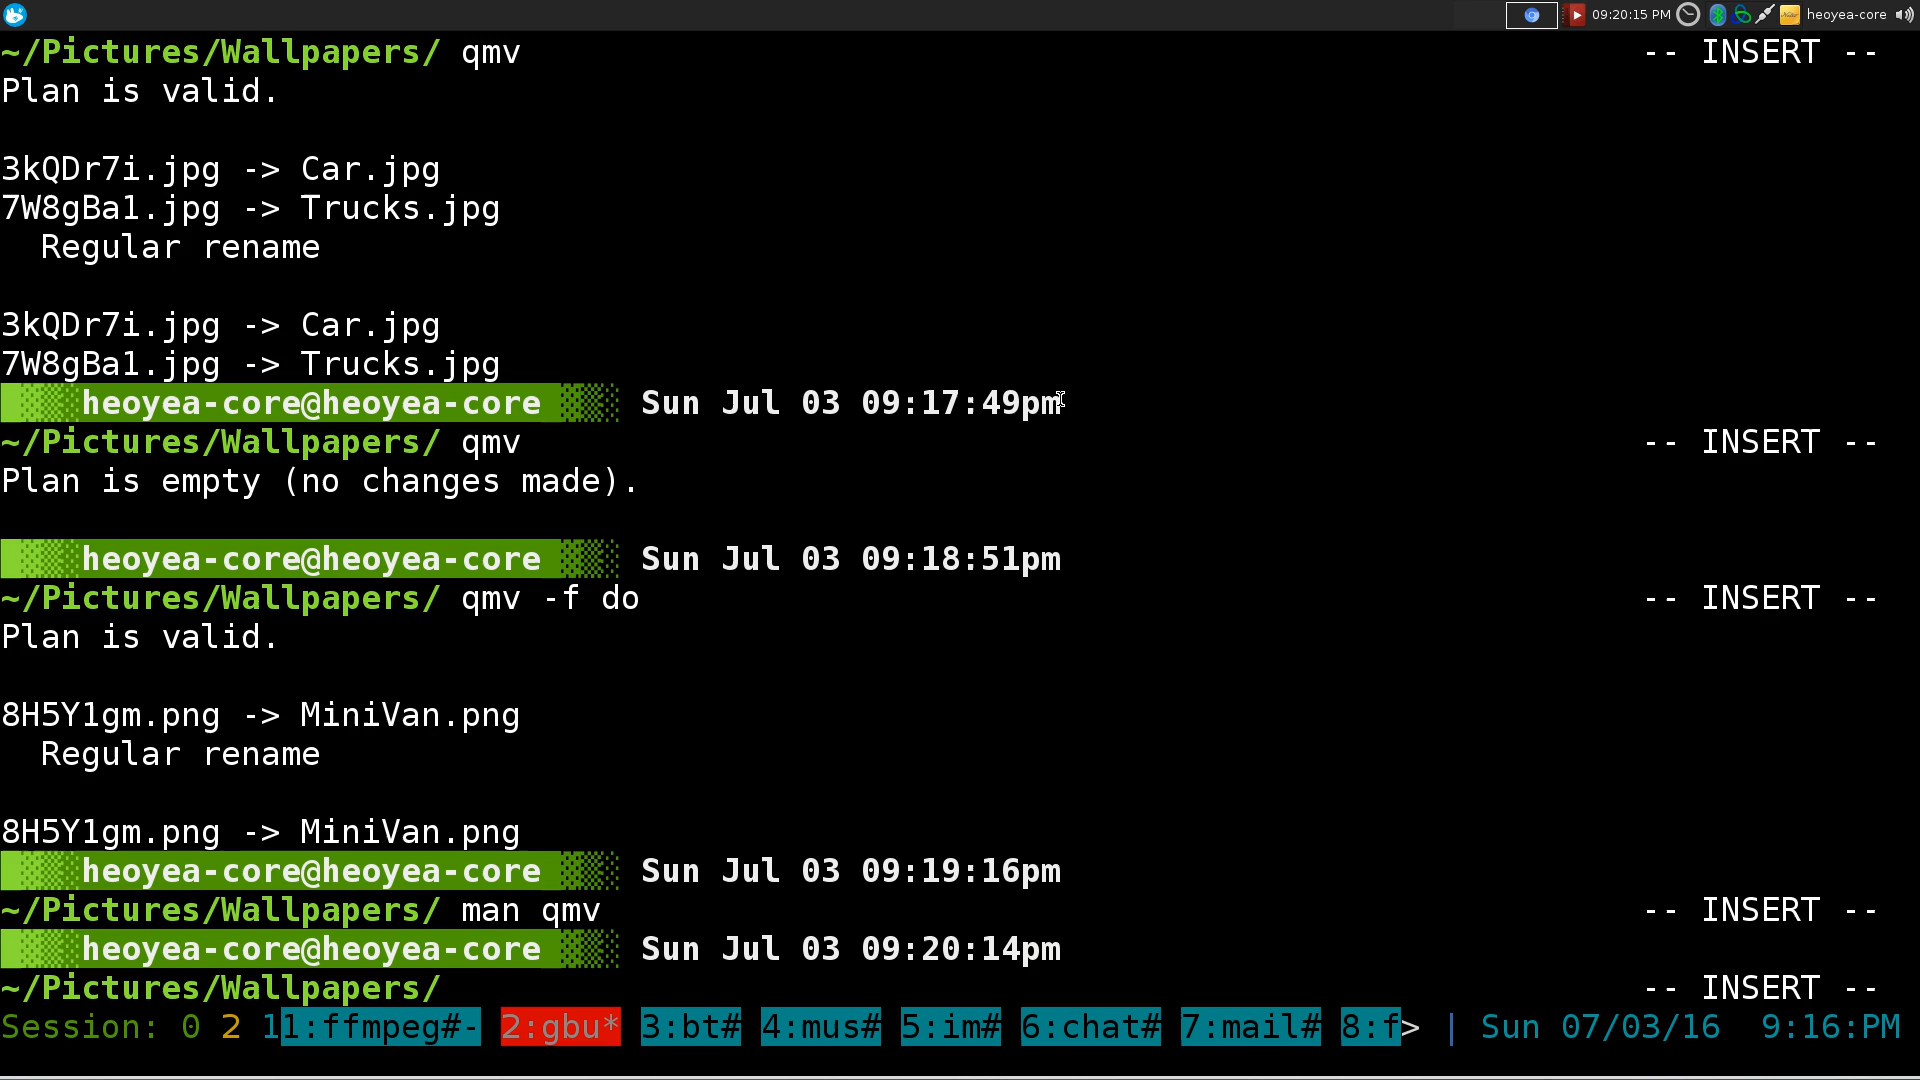 09:20:15 PM heoyea-core
~/Pictures/Wallpapers/ qmv -- INSERT --
Plan is valid.
3kQDr7i.jpg -> Car.jpg
7W8gBa1.jpg -> Trucks.jpg
Regular rename
3kQDr7i.jpg -> Car.jpg
7W8gBa1.jpg -> Trucks.jpg
heoyea-core@heoyea-core Sun Jul 03 09:17:49pm
~/Pictures/Wallpapers/ qmv -- INSERT --
Plan is empty (no changes made).
heoyea-core@heoyea-core Sun Jul 03 09:18:51pm
~/Pictures/Wallpapers/ qmv -f do -- INSERT --
Plan is valid.
8H5Y1gm.png -> MiniVan.png
Regular rename
8H5Y1gm.png -> MiniVan.png
heoyea-core@heoyea-core Sun Jul 03 09:19:16pm
~/Pictures/Wallpapers/ man qmv -- INSERT --
heoyea-core@heoyea-core Sun Jul 03 09:20:14pm
~/Pictures/Wallpapers/ -- INSERT --
Session: 0 2 11:ffmpeg#- 2:gbu* 3:bt# 4:mus# 5:im# 6:chat# 7:mail# 8:f> | Sun 07/03/16 9:16:PM